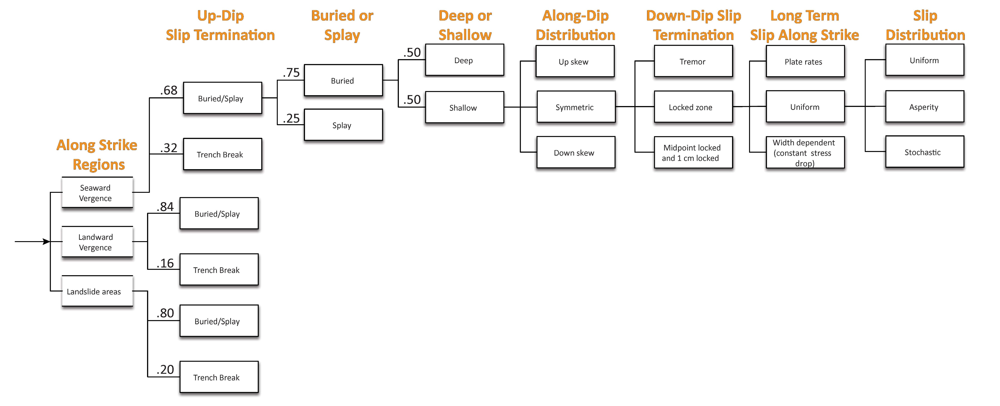 Up-Dip
Slip Termination
Buried or
Splay
Deep or
Shallow
Along-Dip
Distribution
Down-Dip Slip
Termination
Long Term
Slip Along Strike
Slip
Distribution
Along Strike
Regions
Seaward
Vergence
Landward
Vergence
Landslide areas
.68
Buried/Splay
.32
Trench Break
.84
Buried/Splay
.16
Trench Break
.80
Buried/Splay
.20
Trench Break
.75
Buried
.25
Splay
.50
Deep
.50
Shallow
Up skew
Symmetric
Down skew
Tremor
Locked zone
Midpoint locked
and 1 cm locked
Plate rates
Uniform
Width dependent
(constant stress
drop)
Uniform
Asperity
Stochastic